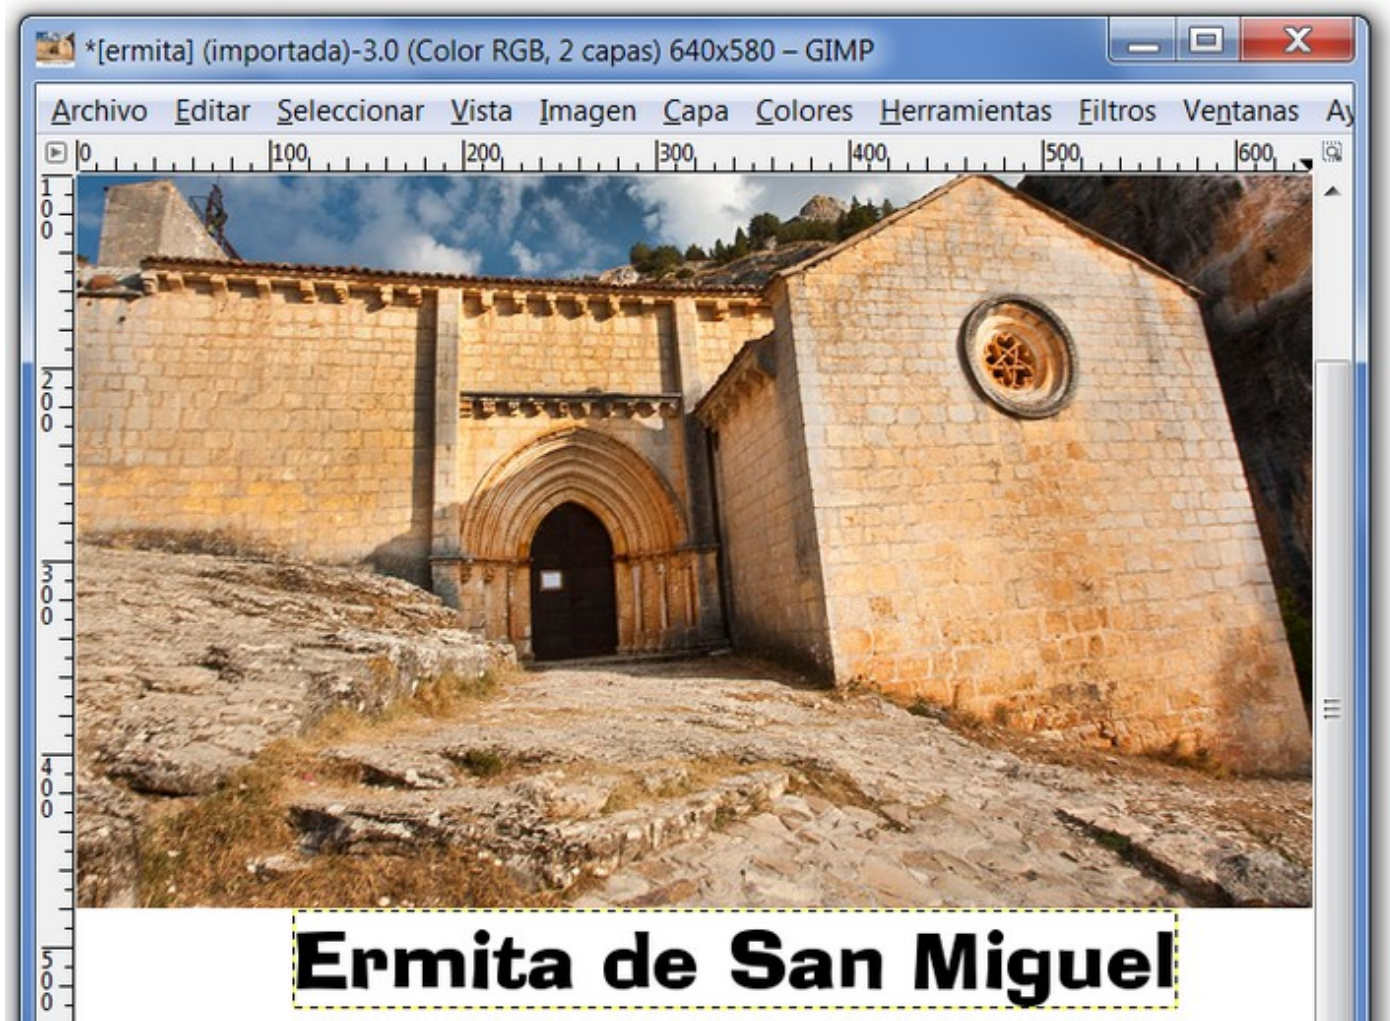 *[ermita] (importada)-3.0 (Color RGB, 2 capas) 640x580 – GIMP
Archivo Editar Seleccionar Vista Imagen Capa Colores Herramientas Filtros Ventanas Ay
0 100 200 300 400 500 600
100
200
300
400
500
Ermita de San Miguel